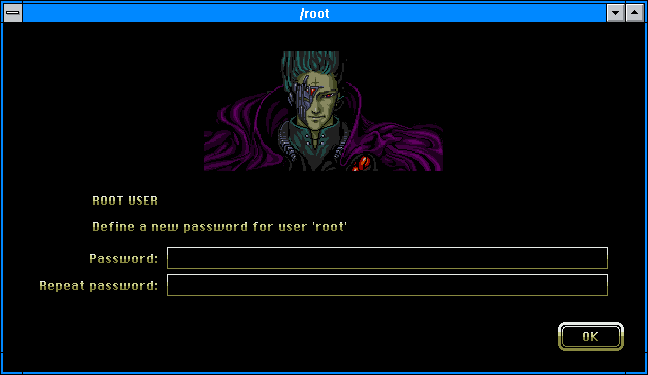 /root
ROOT USER
Define a new password for user 'root'
Password:
Repeat password:
OK